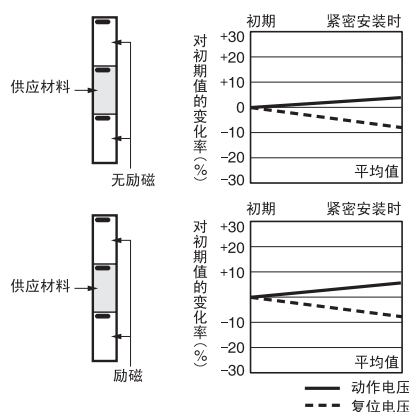 供应材料
无励磁
对初期值的变化率(%)
初期 紧密安装时
+30
+20
+10
0
-10
-20
-30
平均值
供应材料
励磁
对初期值的变化率(%)
初期 紧密安装时
+30
+20
+10
0
-10
-20
-30
平均值
动作电压
复位电压